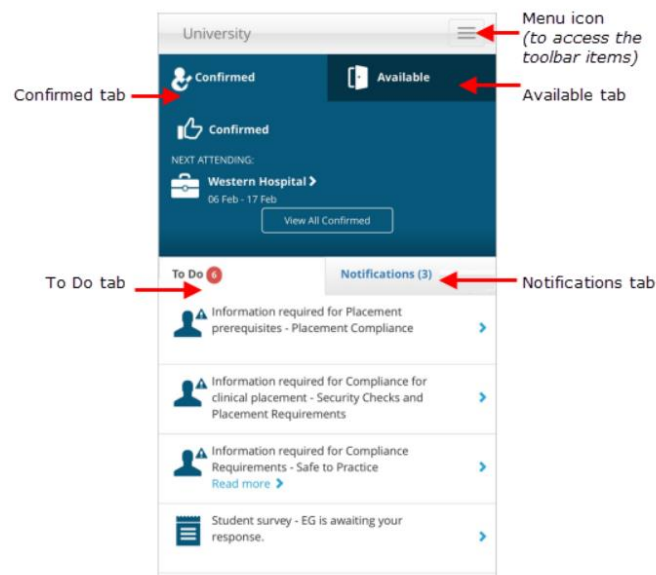 University
Menu icon
(to access the
toolbar items)
Confirmed
Available
Confirmed tab
Available tab
Confirmed
NEXT ATTENDING:
Western Hospital
06 Feb - 17 Feb
View All Confirmed
To Do 6
Notifications (3)
To Do tab
Notifications tab
Information required for Placement
prerequisites - Placement Compliance
Information required for Compliance for
clinical placement - Security Checks and
Placement Requirements
Information required for Compliance
Requirements - Safe to Practice
Read more
Student survey - EG is awaiting your
response.